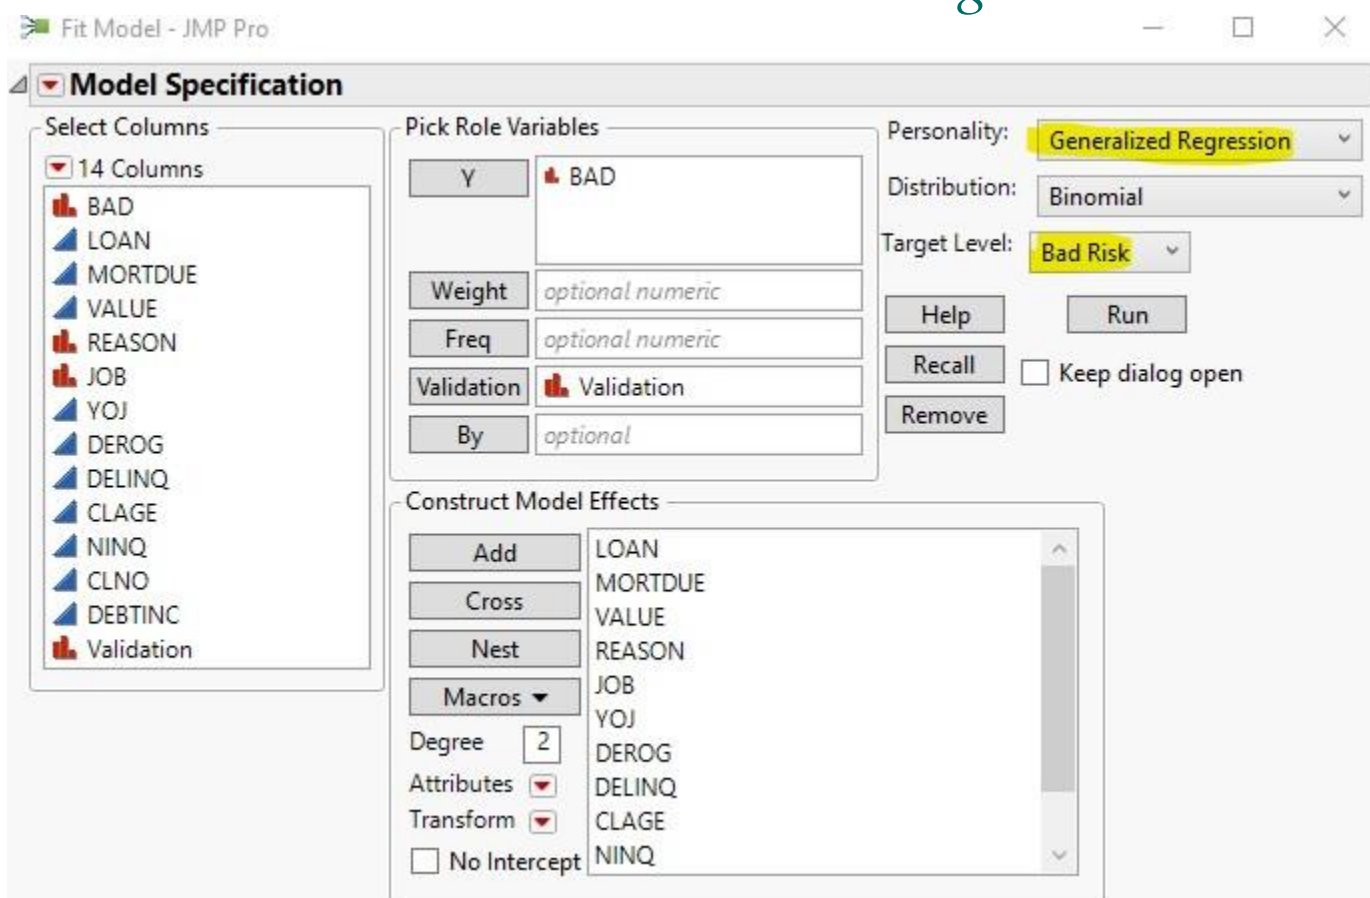 Fit Model - JMP Pro
Model Specification
Select Columns
14 Columns
BAD
LOAN
MORTDUE
VALUE
REASON
JOB
YOJ
DEROG
DELINQ
CLAGE
NINQ
CLNO
DEBTINC
Validation
Pick Role Variables
Y BAD
Weight optional numeric
Freq optional numeric
Validation Validation
By optional
Personality: Generalized Regression
Distribution: Binomial
Target Level: Bad Risk
Help Run
Recall Keep dialog open
Remove
Construct Model Effects
Add
Cross
Nest
Macros
Degree 2
Attributes
Transform
No Intercept
LOAN
MORTDUE
VALUE
REASON
JOB
YOJ
DEROG
DELINQ
CLAGE
NINQ